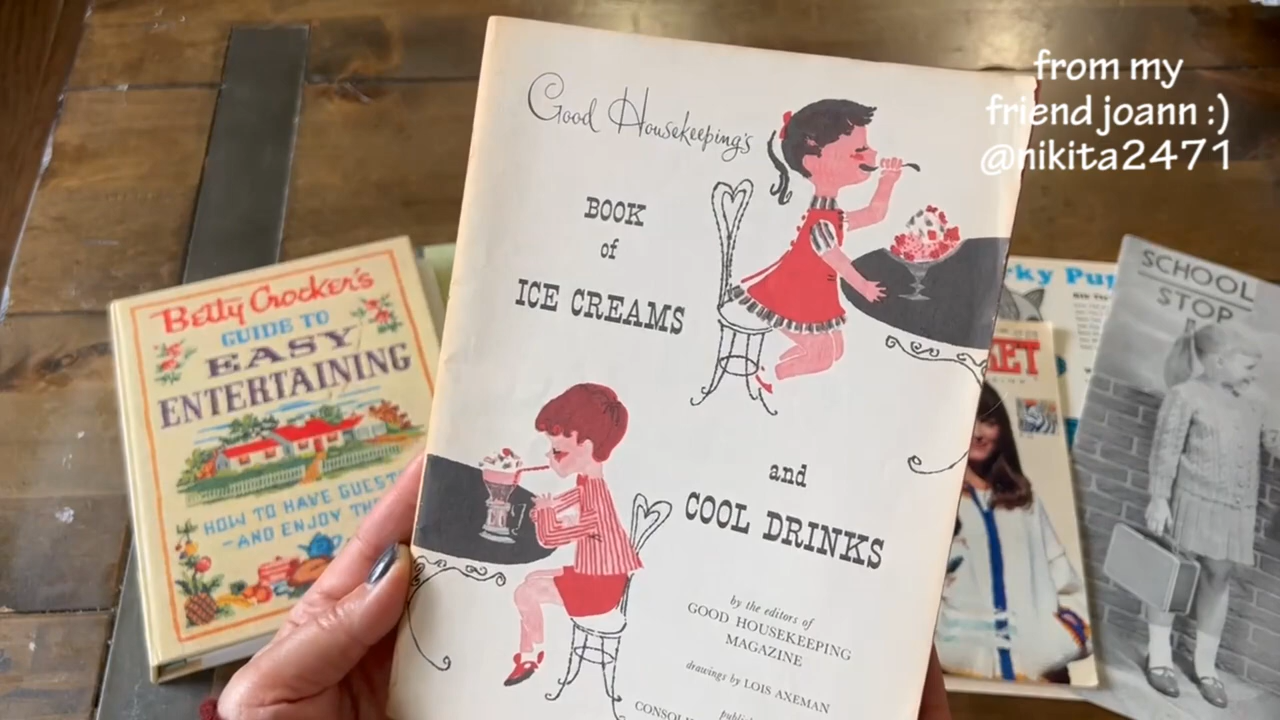 from my
friend joann :)
@nikita2471
Good Housekeeping's
BOOK
of
ICE CREAMS
and
COOL DRINKS
by the editors of
GOOD HOUSEKEEPING
MAGAZINE
drawings by LOIS AXEMAN
Betty Crocker's
GUIDE TO
EASY
ENTERTAINING
HOW TO HAVE GUEST
-AND ENJOY TH
SCHOOL
STOP